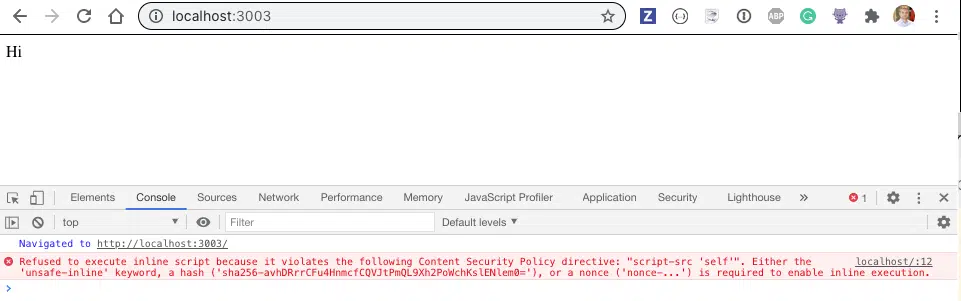 localhost:3003
Z
ABP
Hi
Elements Console Sources Network Performance Memory JavaScript Profiler Application Security Lighthouse » 1
top Filter Default levels
Navigated to http://localhost:3003/
Refused to execute inline script because it violates the following Content Security Policy directive: "script-src 'self'". Either the localhost/:12
'unsafe-inline' keyword, a hash ('sha256-avhDRrrCFu4HnmcfCQVJtPmQL9Xh2PoWchKslENlem0='), or a nonce ('nonce-...') is required to enable inline execution.